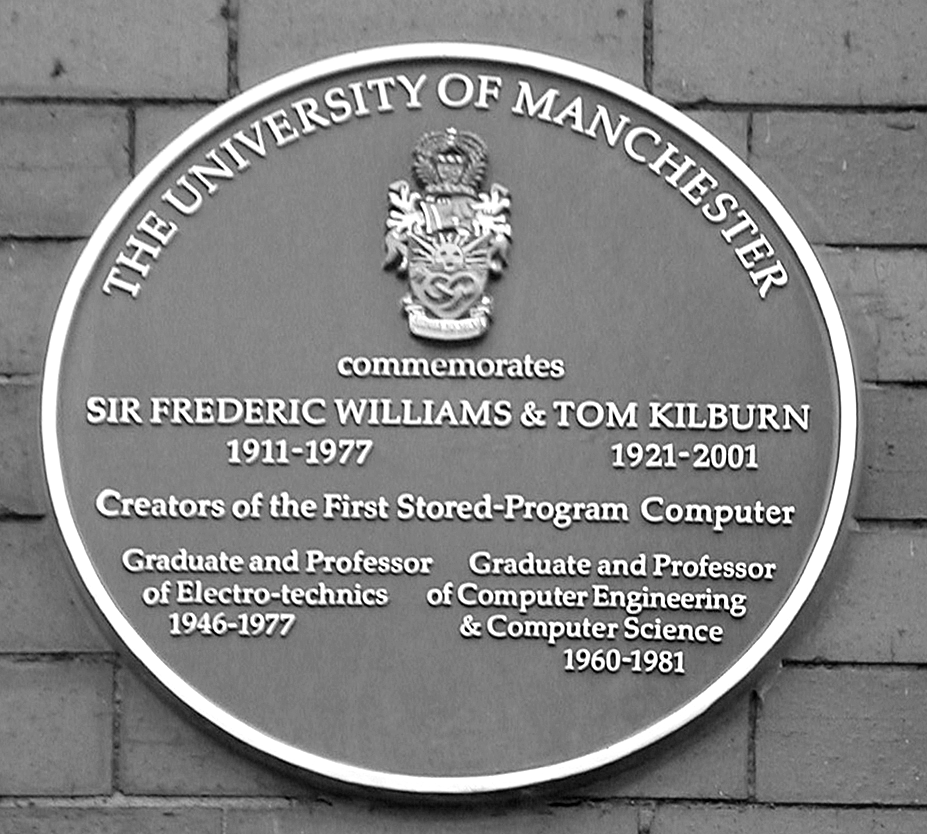 THE UNIVERSITY OF MANCHESTER
commemorates
SIR FREDERIC WILLIAMS & TOM KILBURN
1911-1977 1921-2001
Creators of the First Stored-Program Computer
Graduate and Professor
of Electro-technics
1946-1977
Graduate and Professor
of Computer Engineering
& Computer Science
1960-1981